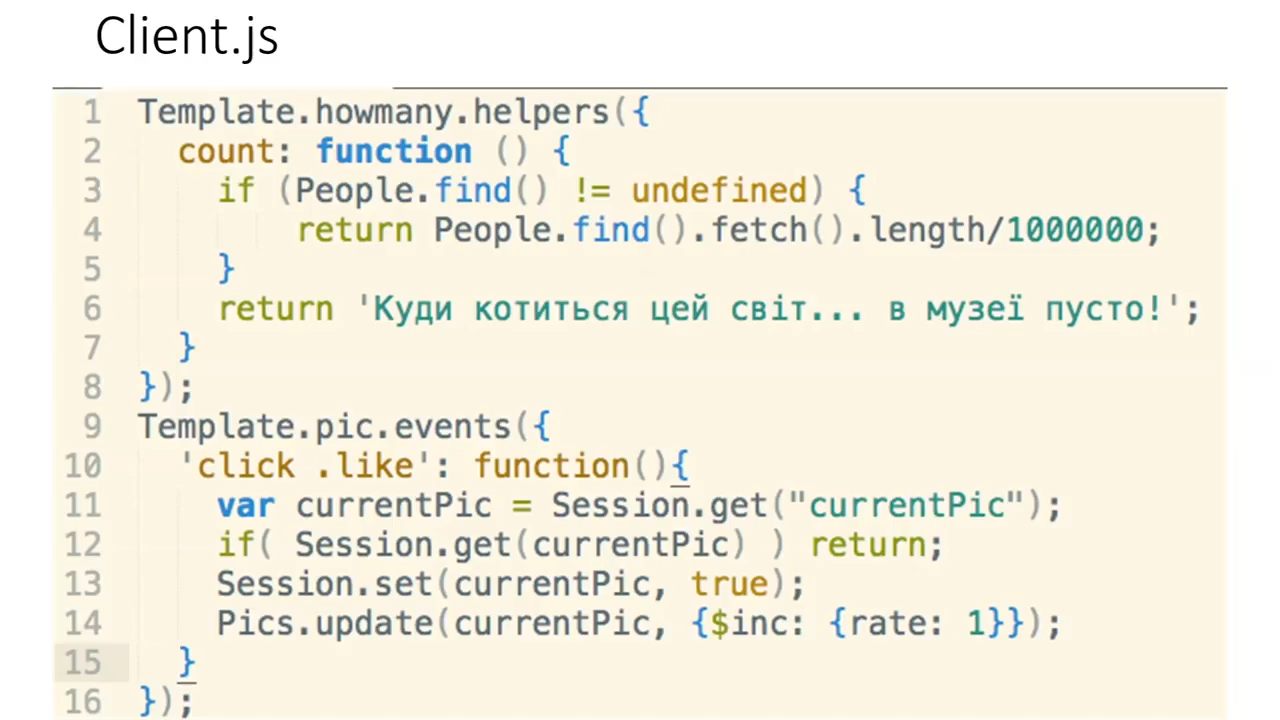 Client.js
1 Template.howmany.helpers({
2 count: function () {
3 if (People.find() != undefined) {
4 return People.find().fetch().length/1000000;
5 }
6 return 'Куди котиться цей світ... в музеї пусто!';
7 }
8 });
9 Template.pic.events({
10 'click .like': function(){
11 var currentPic = Session.get("currentPic");
12 if( Session.get(currentPic) ) return;
13 Session.set(currentPic, true);
14 Pics.update(currentPic, {$inc: {rate: 1}});
15 }
16 });